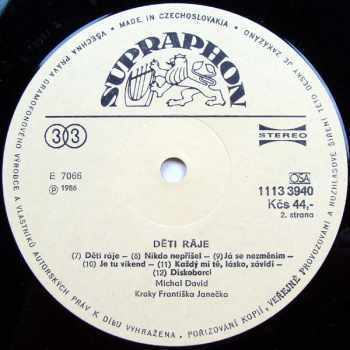 MADE IN CZECHOSLOVAKIA
VŠECHNA PRÁVA GRAMOFONOVÉHO VÝROBCE A VLASTNÍKŮ AUTORSKÝCH PRÁV K DÍLU VYHRAŽENA. POŘIZOVÁNÍ KOPIÍ, VEŘEJNÉ PROVOZOVÁNÍ A ROZHLASOVÉ ŠÍŘENÍ TÉTO DESKY JE ZAKÁZÁNO
SUPRAPHON
33
STEREO
E 7066
℗ 1986
OSA
1113 3940
Kčs 44,-
2. strana
DĚTI RÁJE
(7) Děti ráje – (8) Nikdo nepřišel – (9) Já se nezměním –
(10) Je tu víkend – (11) Každý mi tě, lásko, závidí –
(12) Diskoborci
Michal David
Kroky Františka Janečka